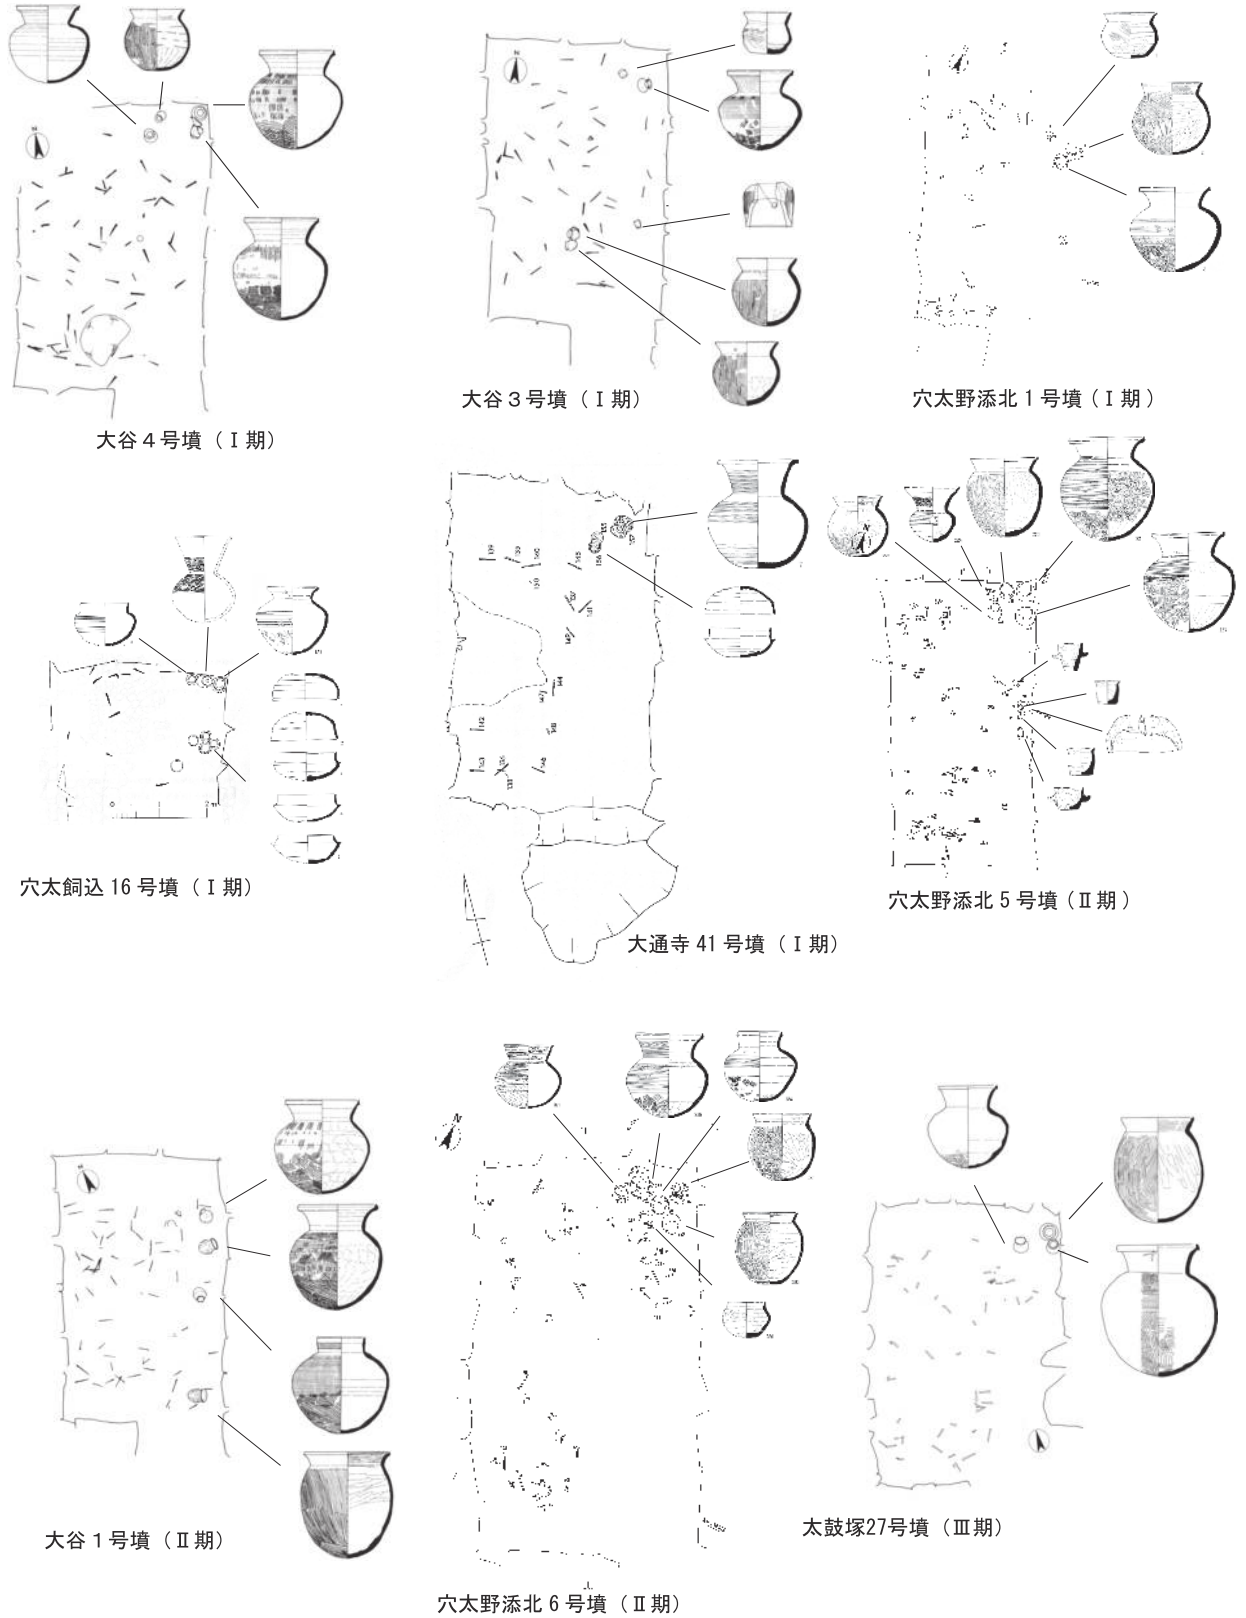 大谷４号墳（Ⅰ期）
大谷３号墳（Ⅰ期）
穴太野添北１号墳（Ⅰ期）
穴太飼込 16 号墳（Ⅰ期）
大通寺 41 号墳（Ⅰ期）
穴太野添北５号墳（Ⅱ期）
大谷１号墳（Ⅱ期）
穴太野添北６号墳（Ⅱ期）
太鼓塚27号墳（Ⅲ期）